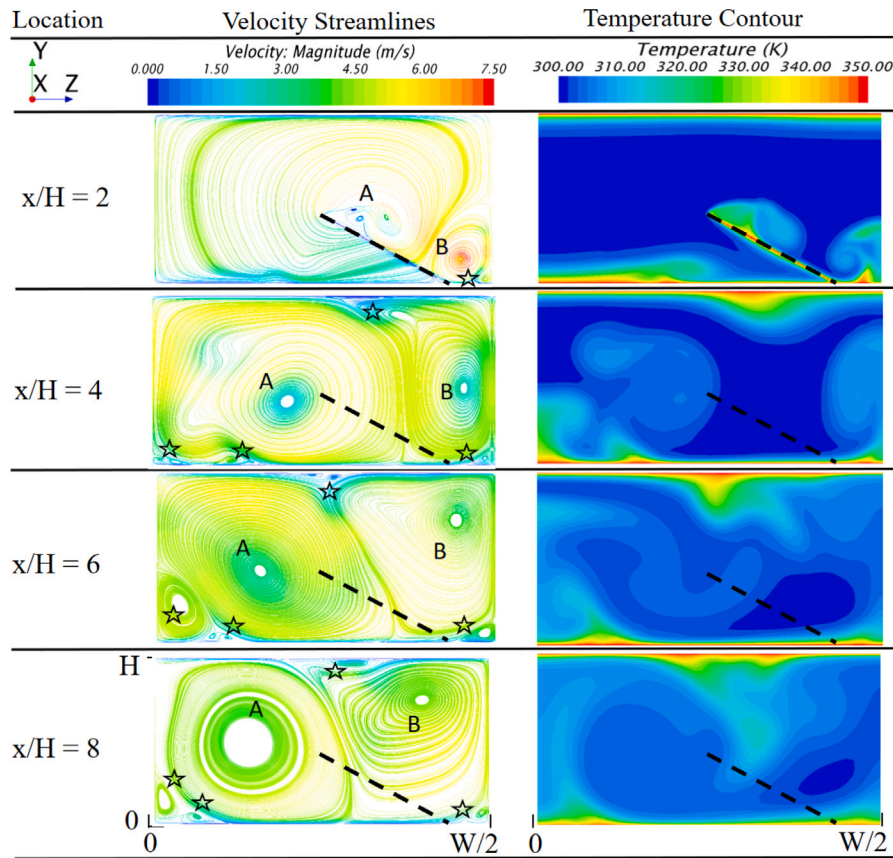 Location Velocity Streamlines Temperature Contour
Y
X Z
Velocity: Magnitude (m/s)
0.000 1.50 3.00 4.50 6.00 7.50
Temperature (K)
300.00 310.00 320.00 330.00 340.00 350.00
x/H = 2
A
B
x/H = 4
A
B
x/H = 6
A
B
x/H = 8
H
A
B
0
0 W/2 0 W/2